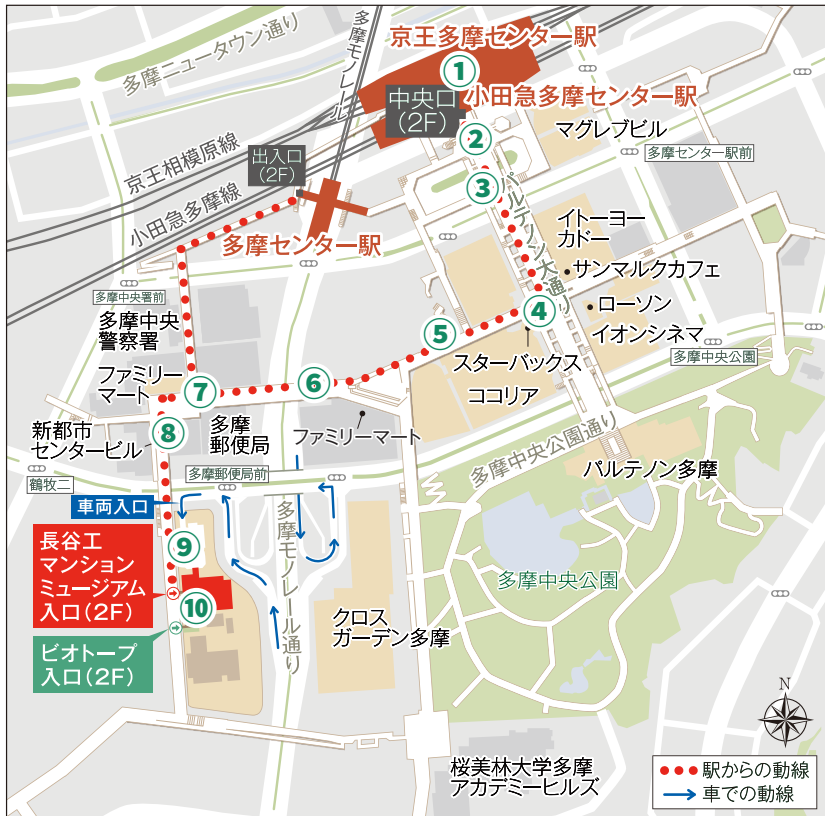 京王多摩センター駅
1
小田急多摩センター駅
中央口
(2F)
2
マグレブビル
多摩センター駅前
多摩ニュータウン通り
多摩モノレール
京王相模原線
小田急多摩線
出入口
(2F)
多摩センター駅
3
パルテノン大通り
イトーヨー
カドー
サンマルクカフェ
ローソン
イオンシネマ
多摩中央公園
4
スターバックス
ココリア
5
6
7
8
多摩中央署前
多摩中央
警察署
ファミリー
マート
新都市
センタービル
多摩
郵便局
ファミリーマート
多摩郵便局前
鶴牧二
多摩中央公園通り
パルテノン多摩
車両入口
9
長谷工
マンション
ミュージアム
入口(2F)
10
ビオトープ
入口(2F)
多摩モノレール通り
クロス
ガーデン多摩
多摩中央公園
桜美林大学多摩
アカデミーヒルズ
N
駅からの動線
車での動線